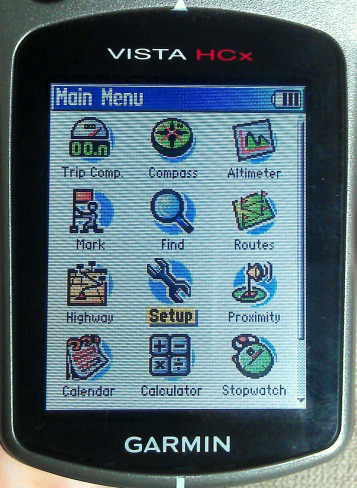 VISTA HCx
Main Menu
00.n
Trip Comp. Compass Altimeter
Mark Find Routes
Highway Setup Proximity
Calendar Calculator Stopwatch
GARMIN